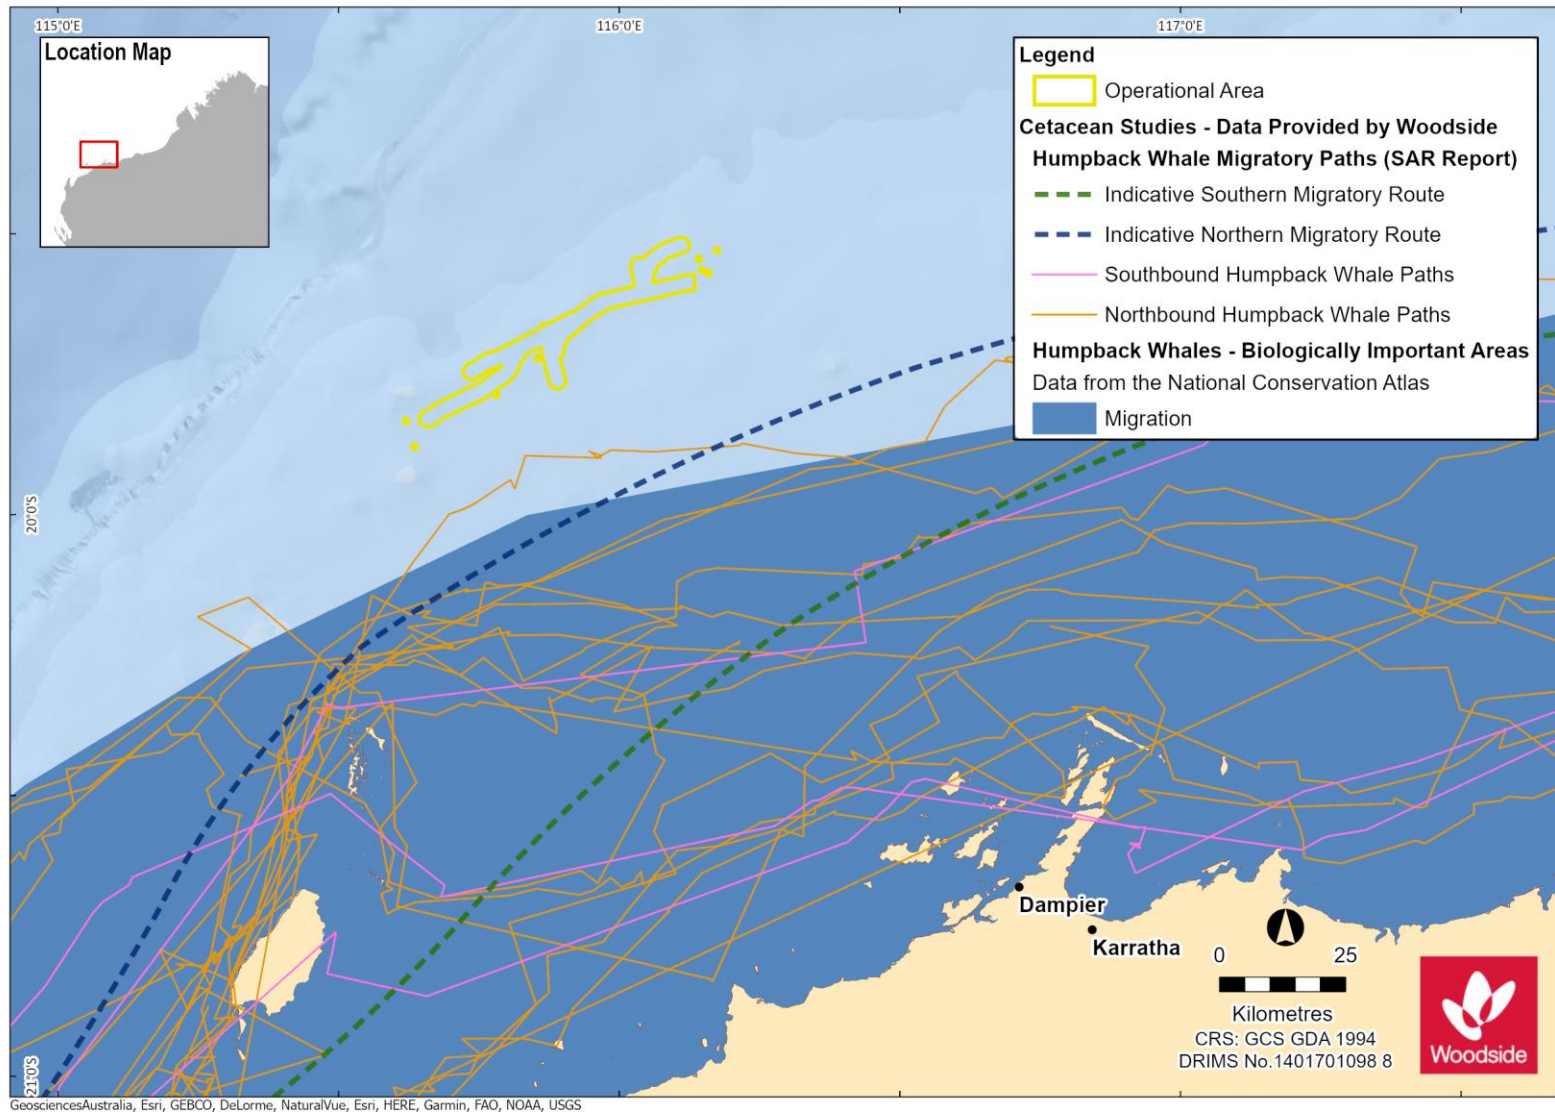 115°0'E
116°0'E
117°0'E
Location Map
Legend
Operational Area
Cetacean Studies - Data Provided by Woodside
Humpback Whale Migratory Paths (SAR Report)
Indicative Southern Migratory Route
Indicative Northern Migratory Route
Southbound Humpback Whale Paths
Northbound Humpback Whale Paths
Humpback Whales - Biologically Important Areas
Data from the National Conservation Atlas
Migration
20°0'S
Dampier
Karratha
0 25
Kilometres
CRS: GCS GDA 1994
DRIMS No.1401701098 8
Woodside
21°0'S
GeosciencesAustralia, Esri, GEBCO, DeLorme, NaturalVue, Esri, HERE, Garmin, FAO, NOAA, USGS